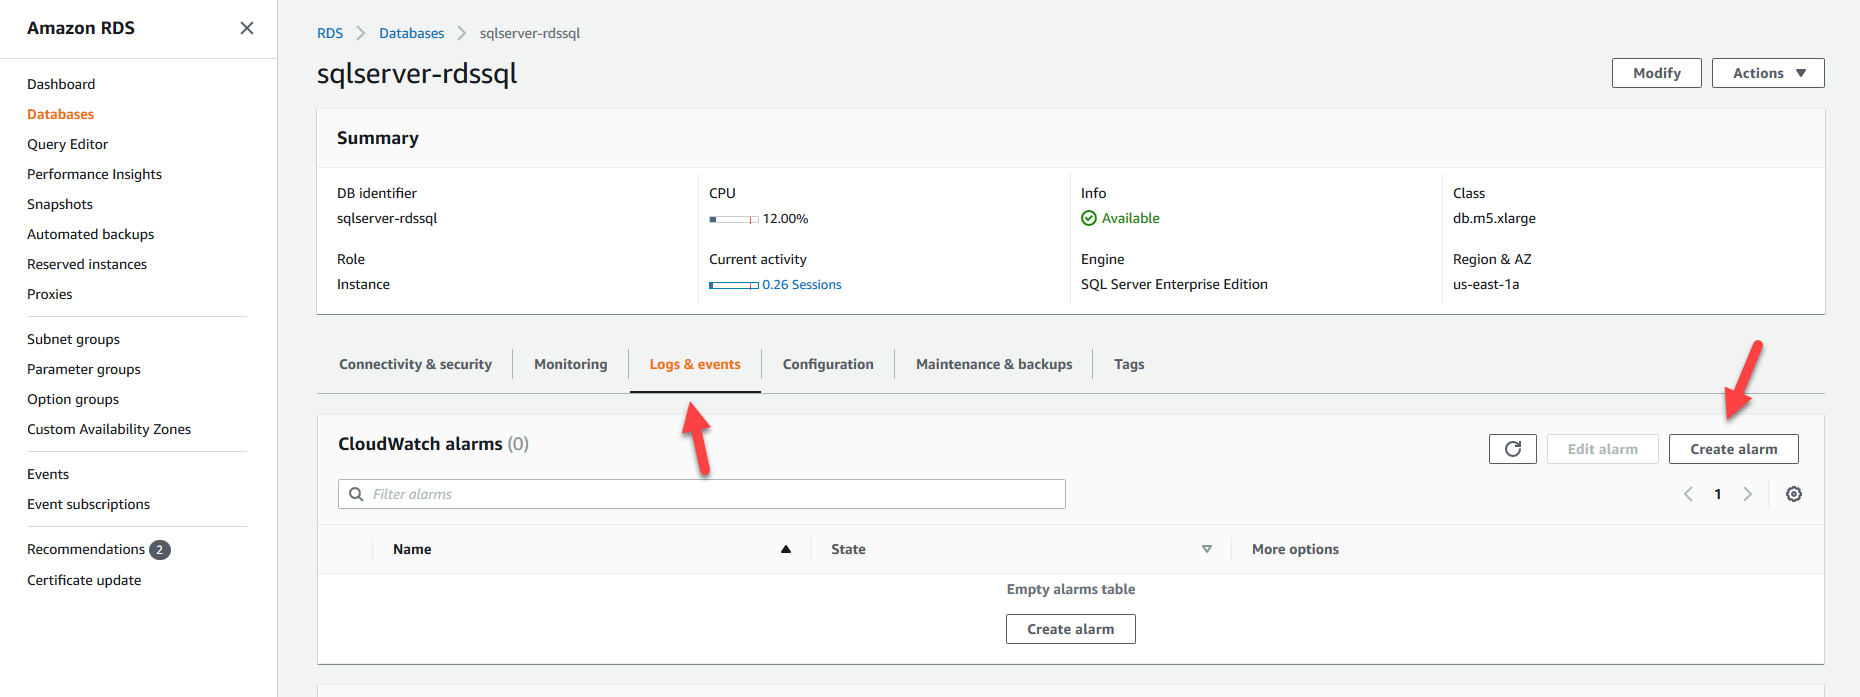 Amazon RDS
Dashboard
Databases
Query Editor
Performance Insights
Snapshots
Automated backups
Reserved instances
Proxies
Subnet groups
Parameter groups
Option groups
Custom Availability Zones
Events
Event subscriptions
Recommendations 2
Certificate update
RDS Databases sqlserver-rdssql
sqlserver-rdssql
Modify Actions
Summary
DB identifier CPU Info Class
sqlserver-rdssql 12.00% Available db.m5.xlarge
Role Current activity Engine Region & AZ
Instance 0.26 Sessions SQL Server Enterprise Edition us-east-1a
Connectivity & security Monitoring Logs & events Configuration Maintenance & backups Tags
CloudWatch alarms (0) Edit alarm Create alarm
Filter alarms 1
Name State More options
Empty alarms table
Create alarm